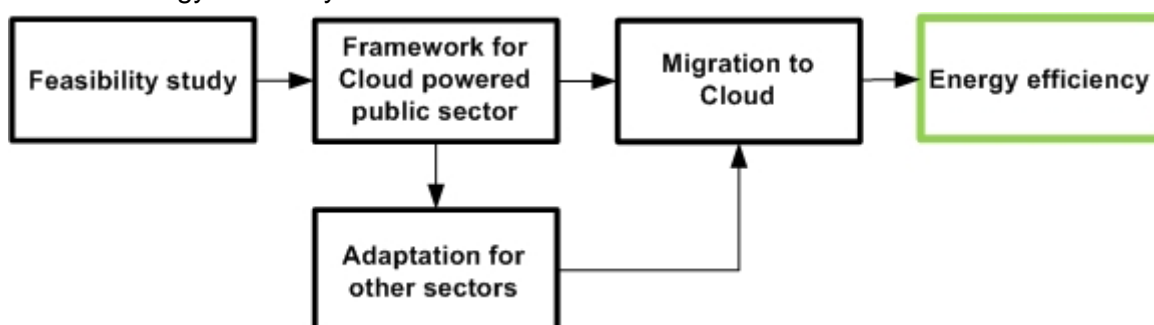 Feasibility study
Framework for
Cloud powered
public sector
Migration to
Cloud
Energy efficiency
Adaptation for
other sectors